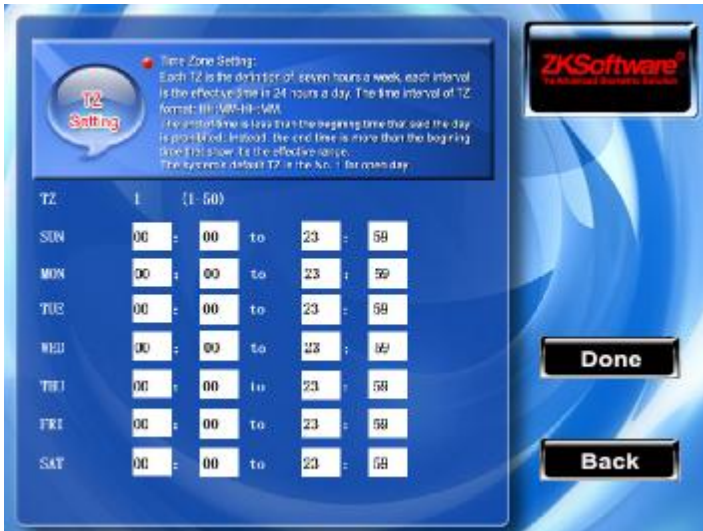 TZ
Setting
Time Zone Setting:
Each TZ is the definition of seven hours a week, each interval
is the effective time in 24 hours a day. The time interval of TZ
format: HH:MM-HH:MM.
The end of time is less than the beginning time that said the day
is prohibited. Instead, the end time is more than the begining
time that show it's the effective range.
The system's default TZ is the No. 1 for open day
ZKSoftware®
TZ 1 (1-50)
SUN 00 : 00 to 23 : 59
MON 00 : 00 to 23 : 59
TUE 00 : 00 to 23 : 59
WED 00 : 00 to 23 : 59
THU 00 : 00 to 23 : 59
FRI 00 : 00 to 23 : 59
SAT 00 : 00 to 23 : 59
Done
Back